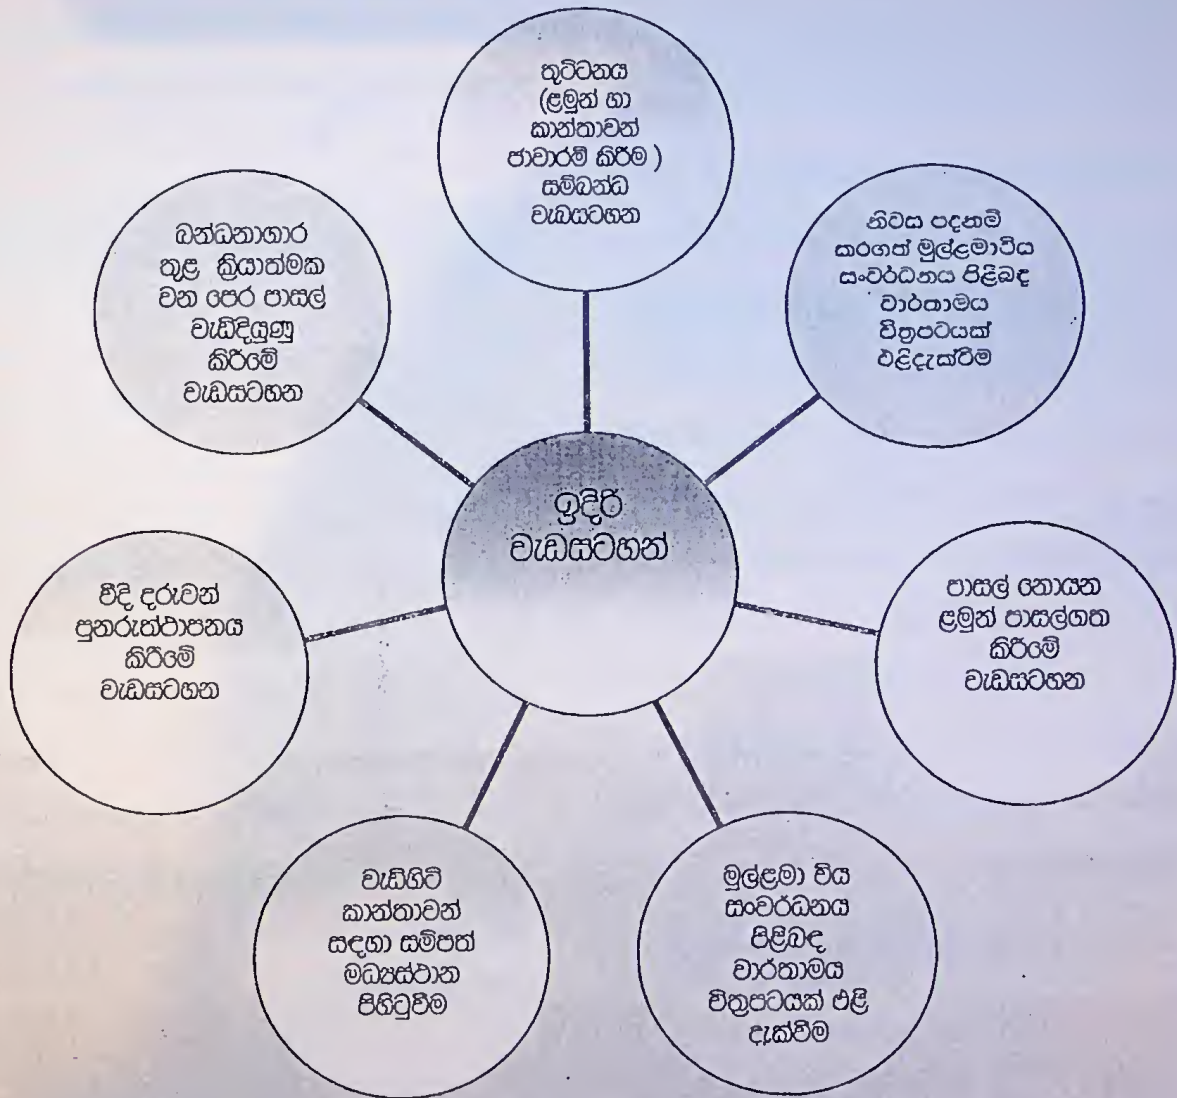 තුට්ටනය
(ළමුන් හා
කාන්තාවන්
ජාවාරම් කිරීම )
සම්බන්ධ
වැඩසටහන
නිවස පදනම්
කරගත් මුල්ළමාවිය
සංවර්ධනය පිළිබඳ
වාර්තාමය
චිත්‍රපටයක්
එළිදැක්වීම
පාසල් නොයන
ළමුන් පාසල්ගත
කිරීමේ
වැඩසටහන
මුල්ළමා විය
සංවර්ධනය
පිළිබඳ
වාර්තාමය
චිත්‍රපටයක් එළි
දැක්වීම
වැඩිහිටි
කාන්තාවන්
සඳහා සම්පත්
මධ්‍යස්ථාන
පිහිටුවීම
වීදි දරුවන්
පුනරුත්ථාපනය
කිරීමේ
වැඩසටහන
බන්ධනාගාර
තුළ ක්‍රියාත්මක
වන පෙර පාසල්
වැඩිදියුණු
කිරීමේ
වැඩසටහන
ඉදිරි
වැඩසටහන්